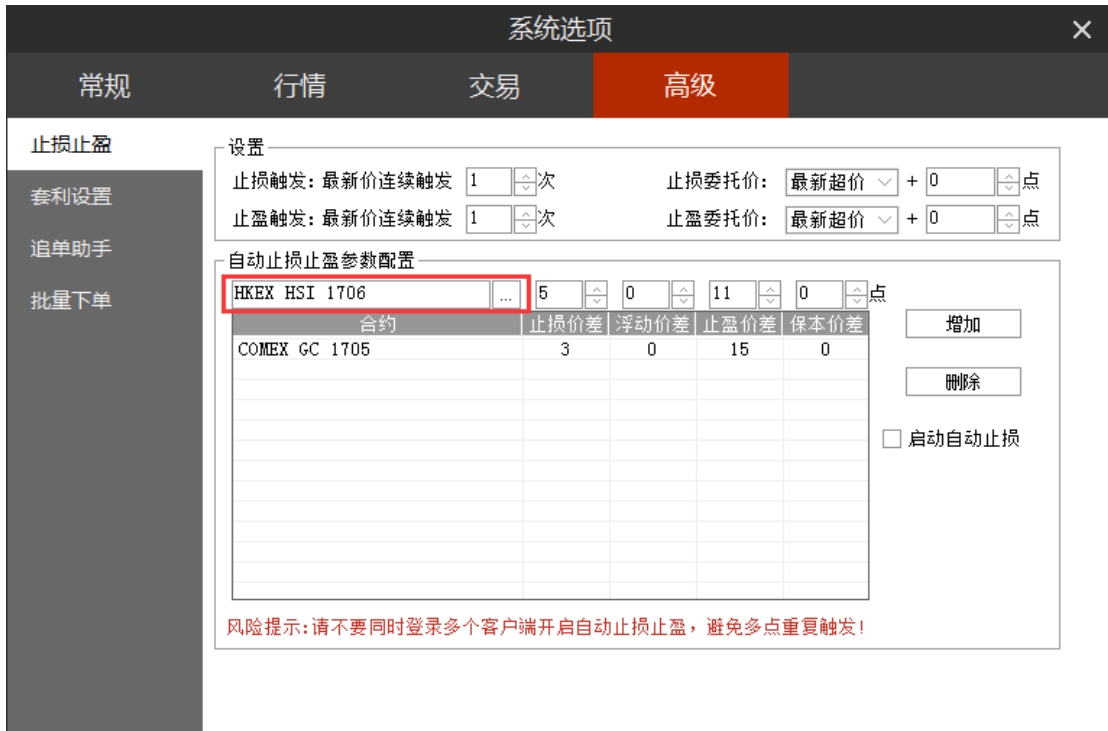 系统选项
常规 行情 交易 高级
止损止盈
套利设置
追单助手
批量下单
设置
止损触发: 最新价连续触发 1 次 止损委托价: 最新超价 + 0 点
止盈触发: 最新价连续触发 1 次 止盈委托价: 最新超价 + 0 点
自动止损止盈参数配置
HKEX HSI 1706 ... 5 0 11 0 点
合约 止损价差 浮动价差 止盈价差 保本价差
COMEX GC 1705 3 0 15 0
增加
删除
启动自动止损
风险提示:请不要同时登录多个客户端开启自动止损止盈，避免多点重复触发!